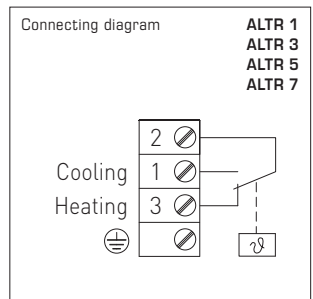 Connecting diagram
ALTR 1
ALTR 3
ALTR 5
ALTR 7
2
Cooling 1
Heating 3
ϑ